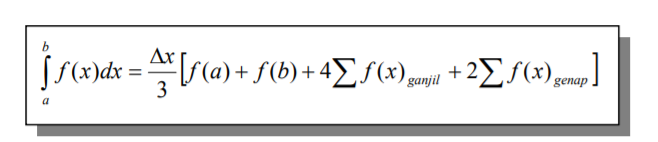 ∫_a^b f(x)dx = Δx/3 [f(a) + f(b) + 4∑ f(x)_ganjil + 2∑ f(x)_genap]